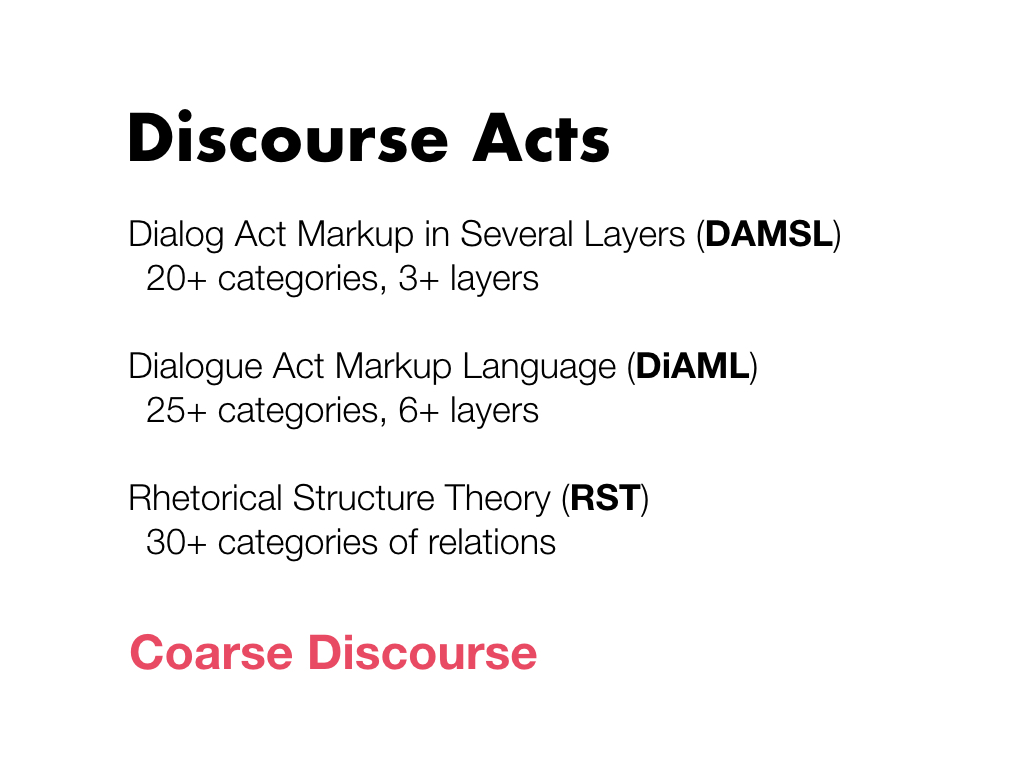 Discourse Acts
Dialog Act Markup in Several Layers (DAMSL)
20+ categories, 3+ layers
Dialogue Act Markup Language (DiAML)
25+ categories, 6+ layers
Rhetorical Structure Theory (RST)
30+ categories of relations
Coarse Discourse